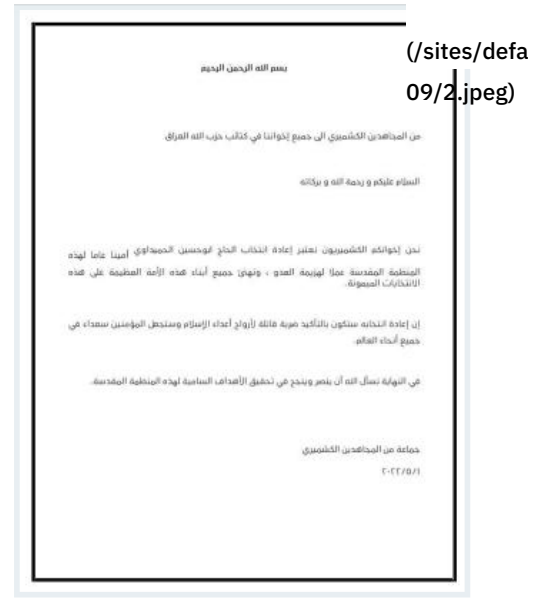 (/sites/defa
09/2.jpeg)
بسم الله الرحمن الرحيم
من المجاهدين الكشميري الى جميع إخواننا في كتائب حزب الله العراق
السلام عليكم و رحمة الله و بركاته
نحن إخوانكم الكشميريون نعتبر إعادة انتخاب الحاج ابوحسين الحميداوي أمينا عاما لهذه
المنظمة المقدسة عملا لهزيمة العدو ، ونهنئ جميع أبناء هذه الأمة العظيمة على هذه
الانتخابات الميمونة.
إن إعادة انتخابه ستكون بالتأكيد ضربة قاتلة لأرواح أعداء الإسلام وستجعل المؤمنين سعداء في
جميع أنحاء العالم.
في النهاية نسأل الله أن ينصر وينجح في تحقيق الأهداف السامية لهذه المنظمة المقدسة.
جماعة من المجاهدين الكشميري
٢٠٢٢/٥/١